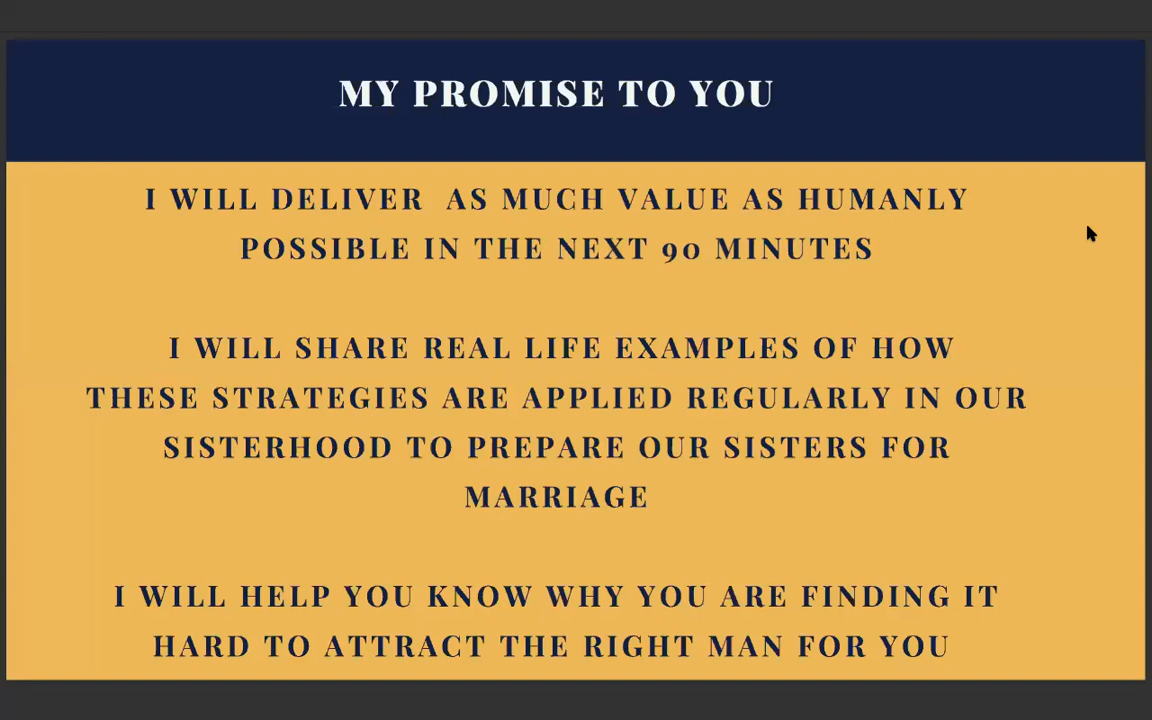 MY PROMISE TO YOU
I WILL DELIVER AS MUCH VALUE AS HUMANLY
POSSIBLE IN THE NEXT 90 MINUTES
I WILL SHARE REAL LIFE EXAMPLES OF HOW
THESE STRATEGIES ARE APPLIED REGULARLY IN OUR
SISTERHOOD TO PREPARE OUR SISTERS FOR
MARRIAGE
I WILL HELP YOU KNOW WHY YOU ARE FINDING IT
HARD TO ATTRACT THE RIGHT MAN FOR YOU